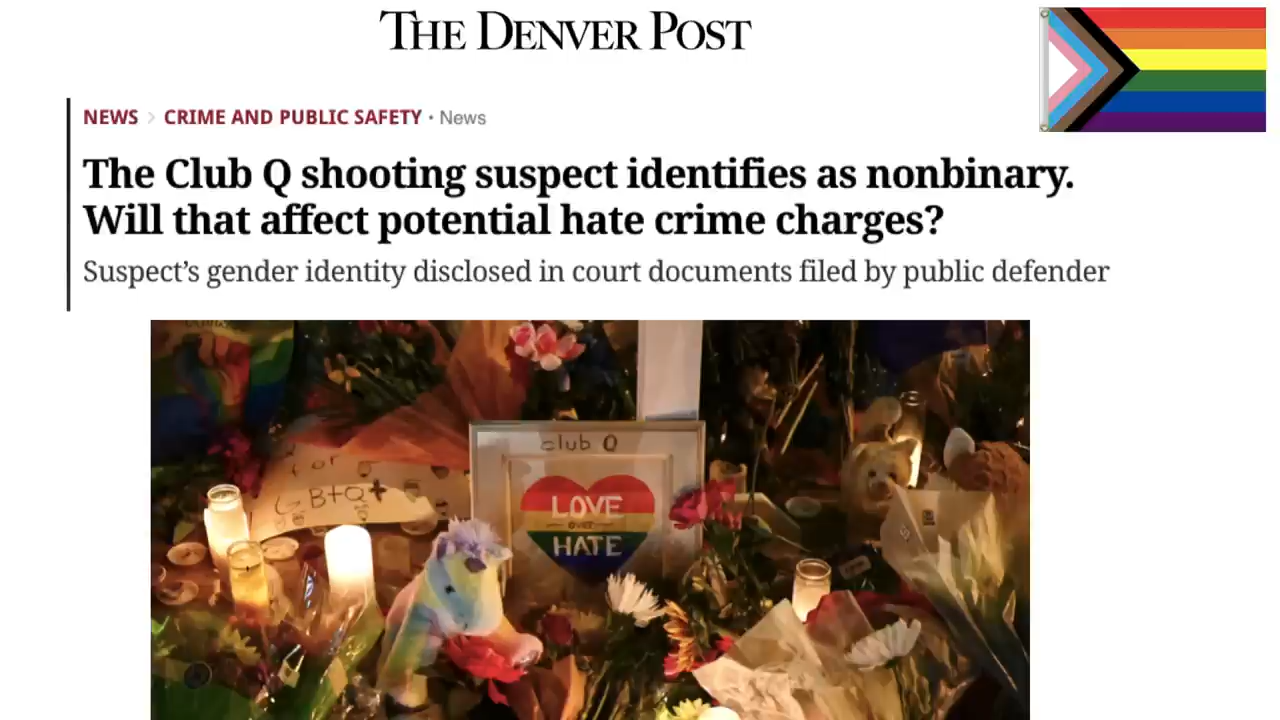 THE DENVER POST
NEWS > CRIME AND PUBLIC SAFETY • News
The Club Q shooting suspect identifies as nonbinary.
Will that affect potential hate crime charges?
Suspect’s gender identity disclosed in court documents filed by public defender
club Q
for
GBTQ+
LOVE
over
HATE